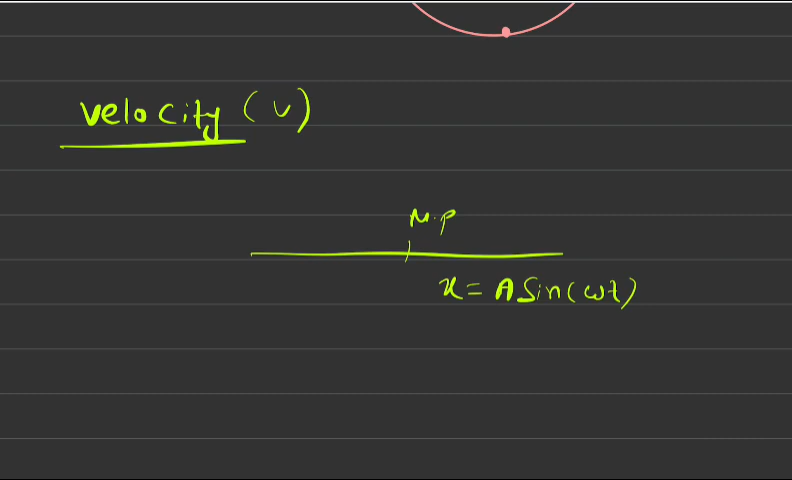 velocity (v)
M.P
x = A Sin(ωt)